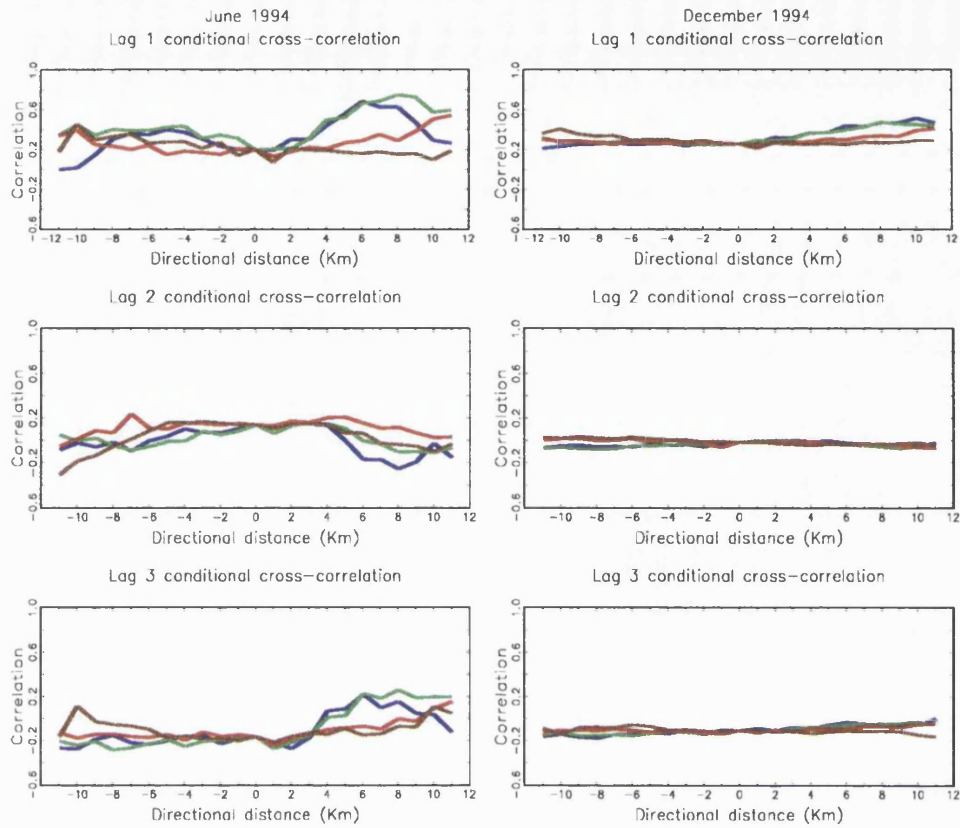 June 1994
Lag 1 conditional cross-correlation
1.0
0.6
0.2
-0.2
0.6
Correlation
-12 -10 -8 -6 -4 -2 0 2 4 6 8 10 12
Directional distance (Km)
December 1994
Lag 1 conditional cross-correlation
1.0
0.6
0.2
-0.2
0.6
Correlation
-12 -10 -8 -6 -4 -2 0 2 4 6 8 10 12
Directional distance (Km)
Lag 2 conditional cross-correlation
1.0
0.6
0.2
-0.2
0.6
Correlation
-10 -8 -6 -4 -2 0 2 4 6 8 10 12
Directional distance (Km)
Lag 2 conditional cross-correlation
1.0
0.6
0.2
-0.2
0.6
Correlation
-10 -8 -6 -4 -2 0 2 4 6 8 10 12
Directional distance (Km)
Lag 3 conditional cross-correlation
1.0
0.6
0.2
-0.2
0.6
Correlation
-10 -8 -6 -4 -2 0 2 4 6 8 10 12
Directional distance (Km)
Lag 3 conditional cross-correlation
1.0
0.6
0.2
-0.2
0.6
Correlation
-10 -8 -6 -4 -2 0 2 4 6 8 10 12
Directional distance (Km)